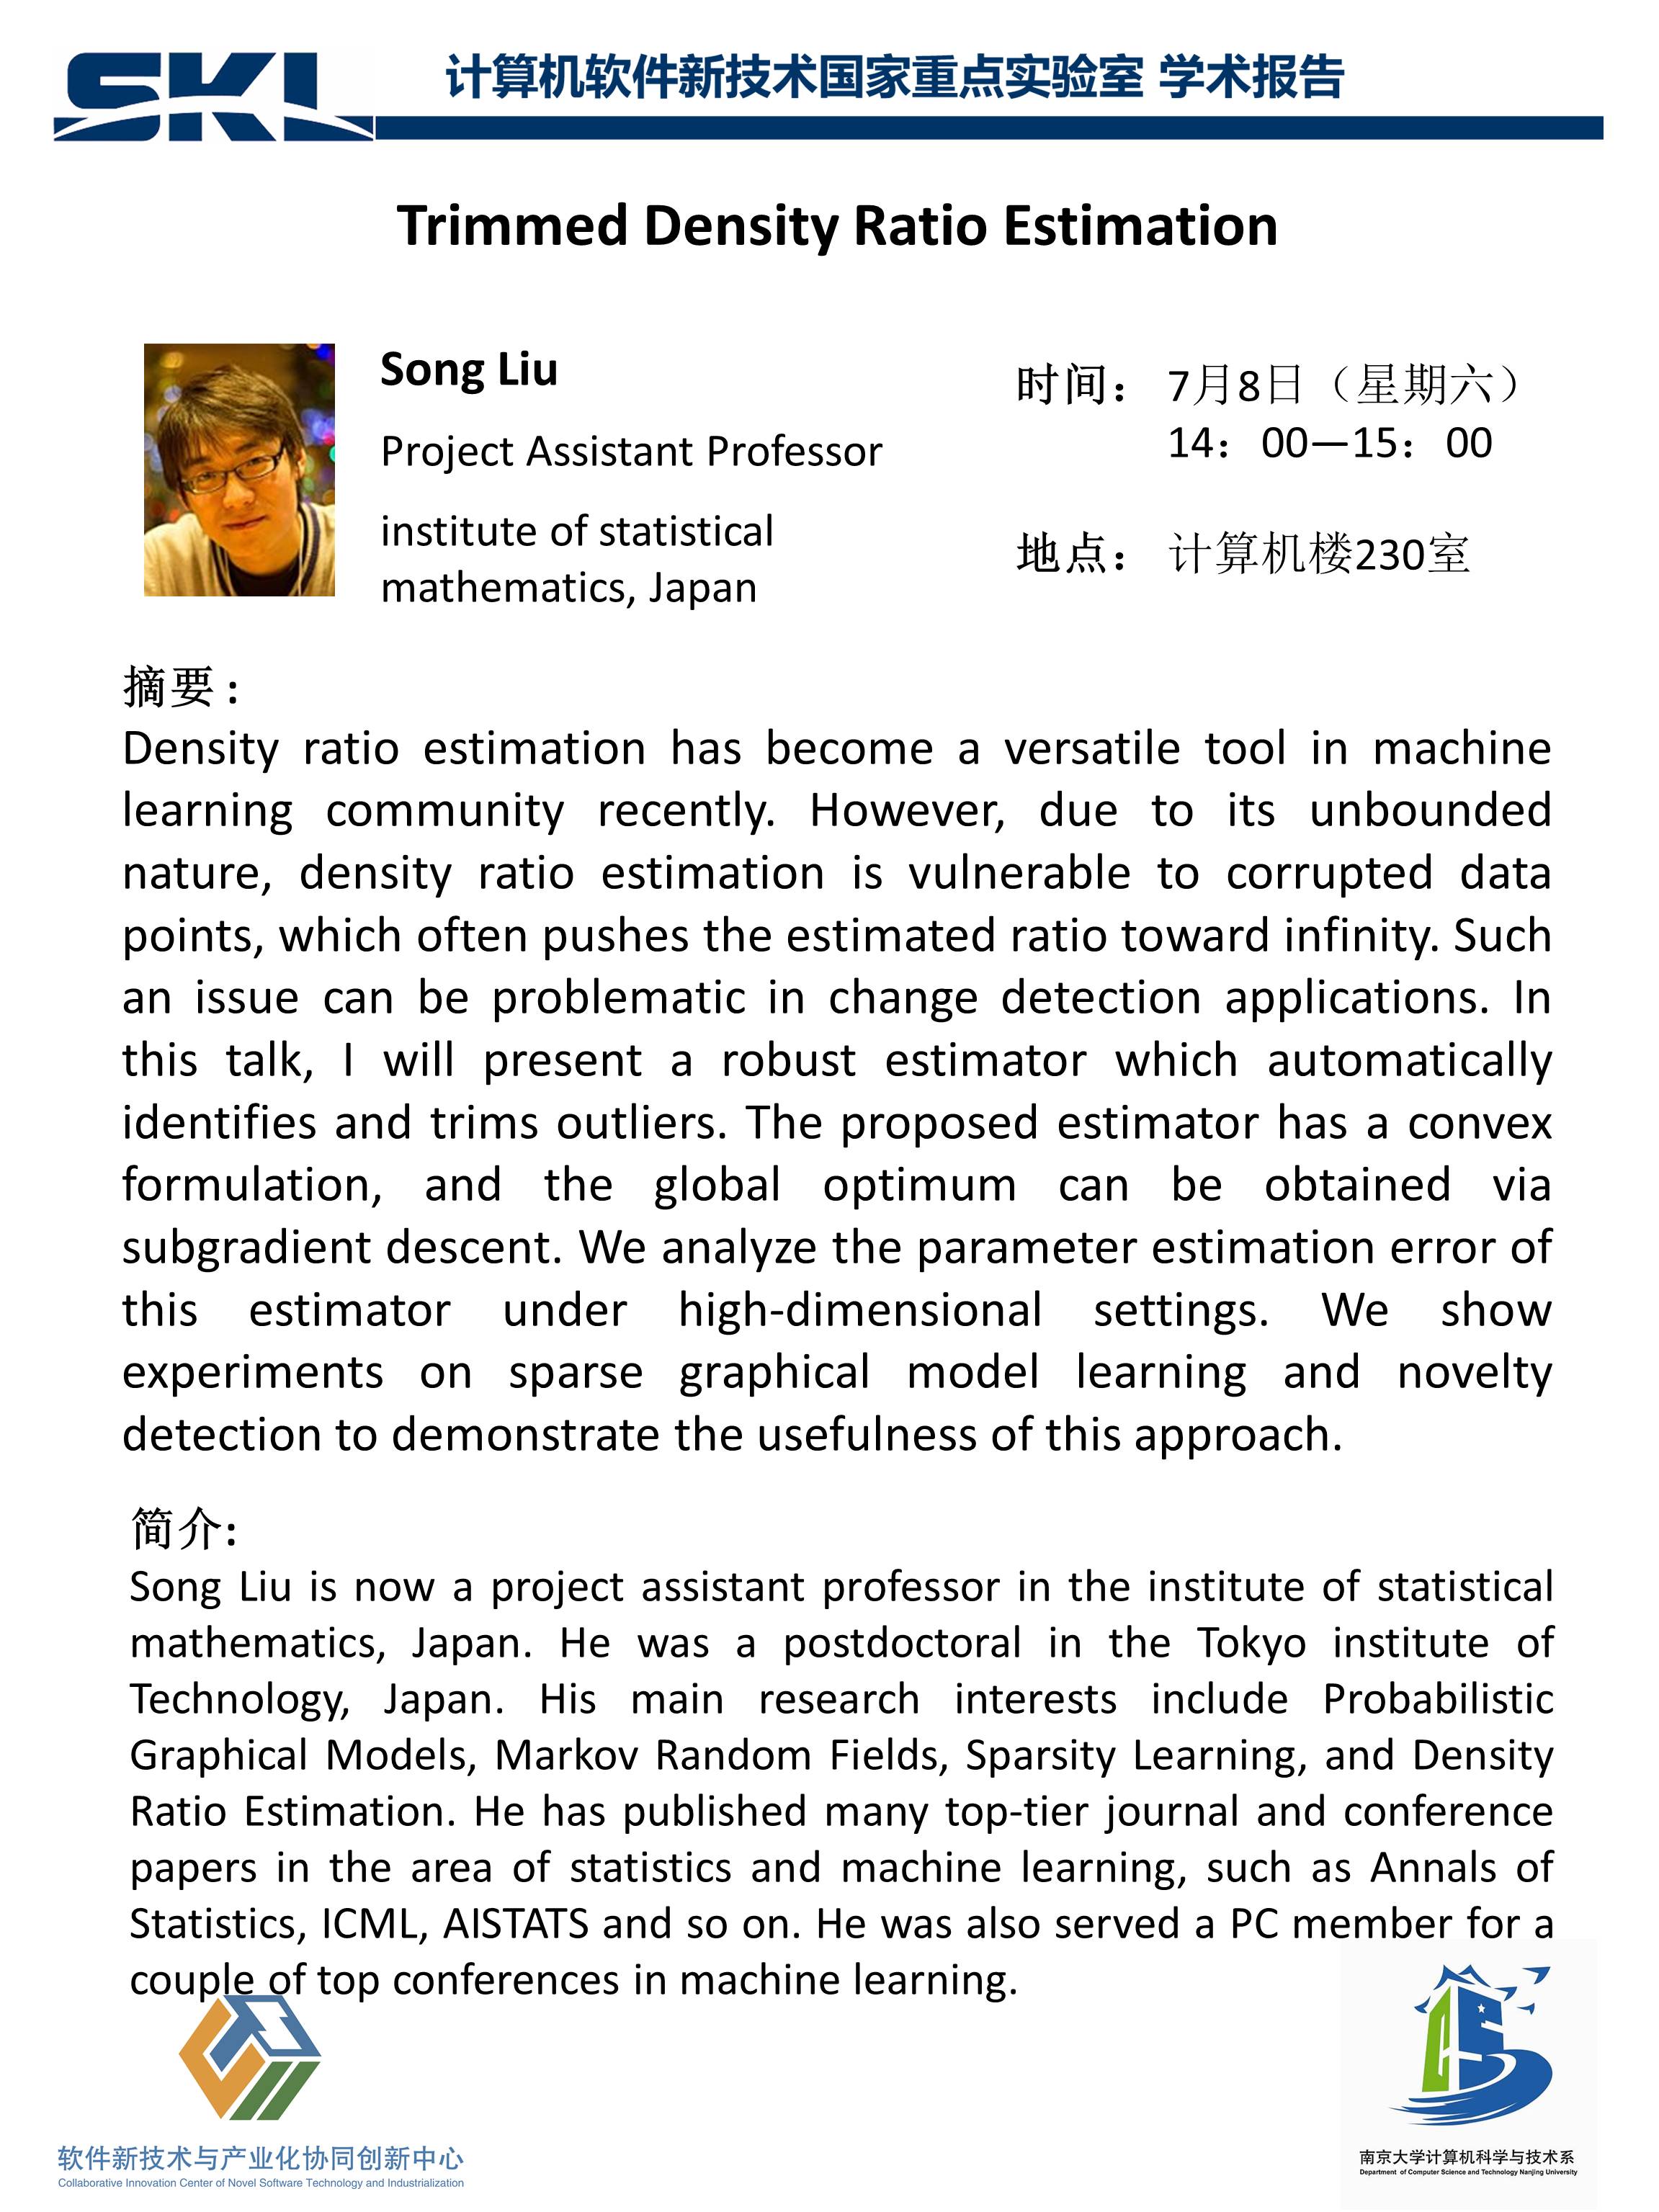 SKL
计算机软件新技术国家重点实验室 学术报告
Trimmed Density Ratio Estimation
Song Liu
Project Assistant Professor
institute of statistical
mathematics, Japan
时间： 7月8日（星期六）
14：00—15：00
地点： 计算机楼230室
摘要：
Density ratio estimation has become a versatile tool in machine
learning community recently. However, due to its unbounded
nature, density ratio estimation is vulnerable to corrupted data
points, which often pushes the estimated ratio toward infinity. Such
an issue can be problematic in change detection applications. In
this talk, I will present a robust estimator which automatically
identifies and trims outliers. The proposed estimator has a convex
formulation, and the global optimum can be obtained via
subgradient descent. We analyze the parameter estimation error of
this estimator under high-dimensional settings. We show
experiments on sparse graphical model learning and novelty
detection to demonstrate the usefulness of this approach.
简介:
Song Liu is now a project assistant professor in the institute of statistical
mathematics, Japan. He was a postdoctoral in the Tokyo institute of
Technology, Japan. His main research interests include Probabilistic
Graphical Models, Markov Random Fields, Sparsity Learning, and Density
Ratio Estimation. He has published many top-tier journal and conference
papers in the area of statistics and machine learning, such as Annals of
Statistics, ICML, AISTATS and so on. He was also served a PC member for a
couple of top conferences in machine learning.
软件新技术与产业化协同创新中心
Collaborative Innovation Center of Novel Software Technology and Industrialization
南京大学计算机科学与技术系
Department of Computer Science and Technology Nanjing University